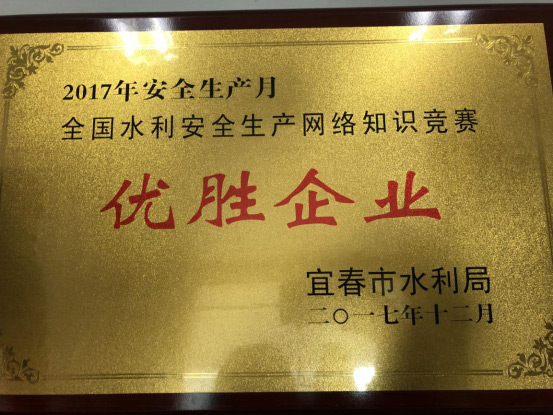 2017年安全生产月
全国水利安全生产网络知识竞赛
优胜企业
宜春市水利局
二〇一七年十二月